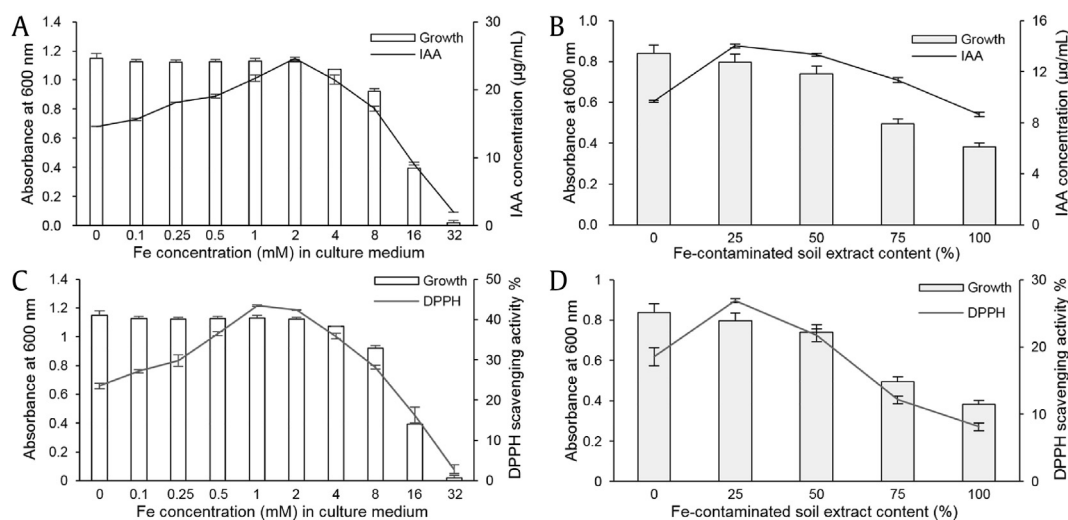 A
Absorbance at 600 nm
1.4
1.2
1.0
0.8
0.6
0.4
0.2
0.0
Growth
IAA
30
20
10
0
IAA concentration (µg/mL)
0 0.1 0.25 0.5 1 2 4 8 16 32
Fe concentration (mM) in culture medium
B
Absorbance at 600 nm
1.0
0.8
0.6
0.4
0.2
0.0
Growth
IAA
16
14
12
8
6
4
0
IAA concentration (µg/mL)
0 25 50 75 100
Fe-contaminated soil extract content (%)
C
Absorbance at 600 nm
1.4
1.2
1
0.8
0.6
0.4
0.2
0
Growth
DPPH
50
40
30
20
10
0
DPPH scavenging activity %
0 0.1 0.25 0.5 1 2 4 8 16 32
Fe concentration (mM) in culture medium
D
Absorbance at 600 nm
1
0.8
0.6
0.4
0.2
0
Growth
DPPH
30
20
10
0
DPPH scavenging activity %
0 25 50 75 100
Fe-contaminated soil extract content (%)